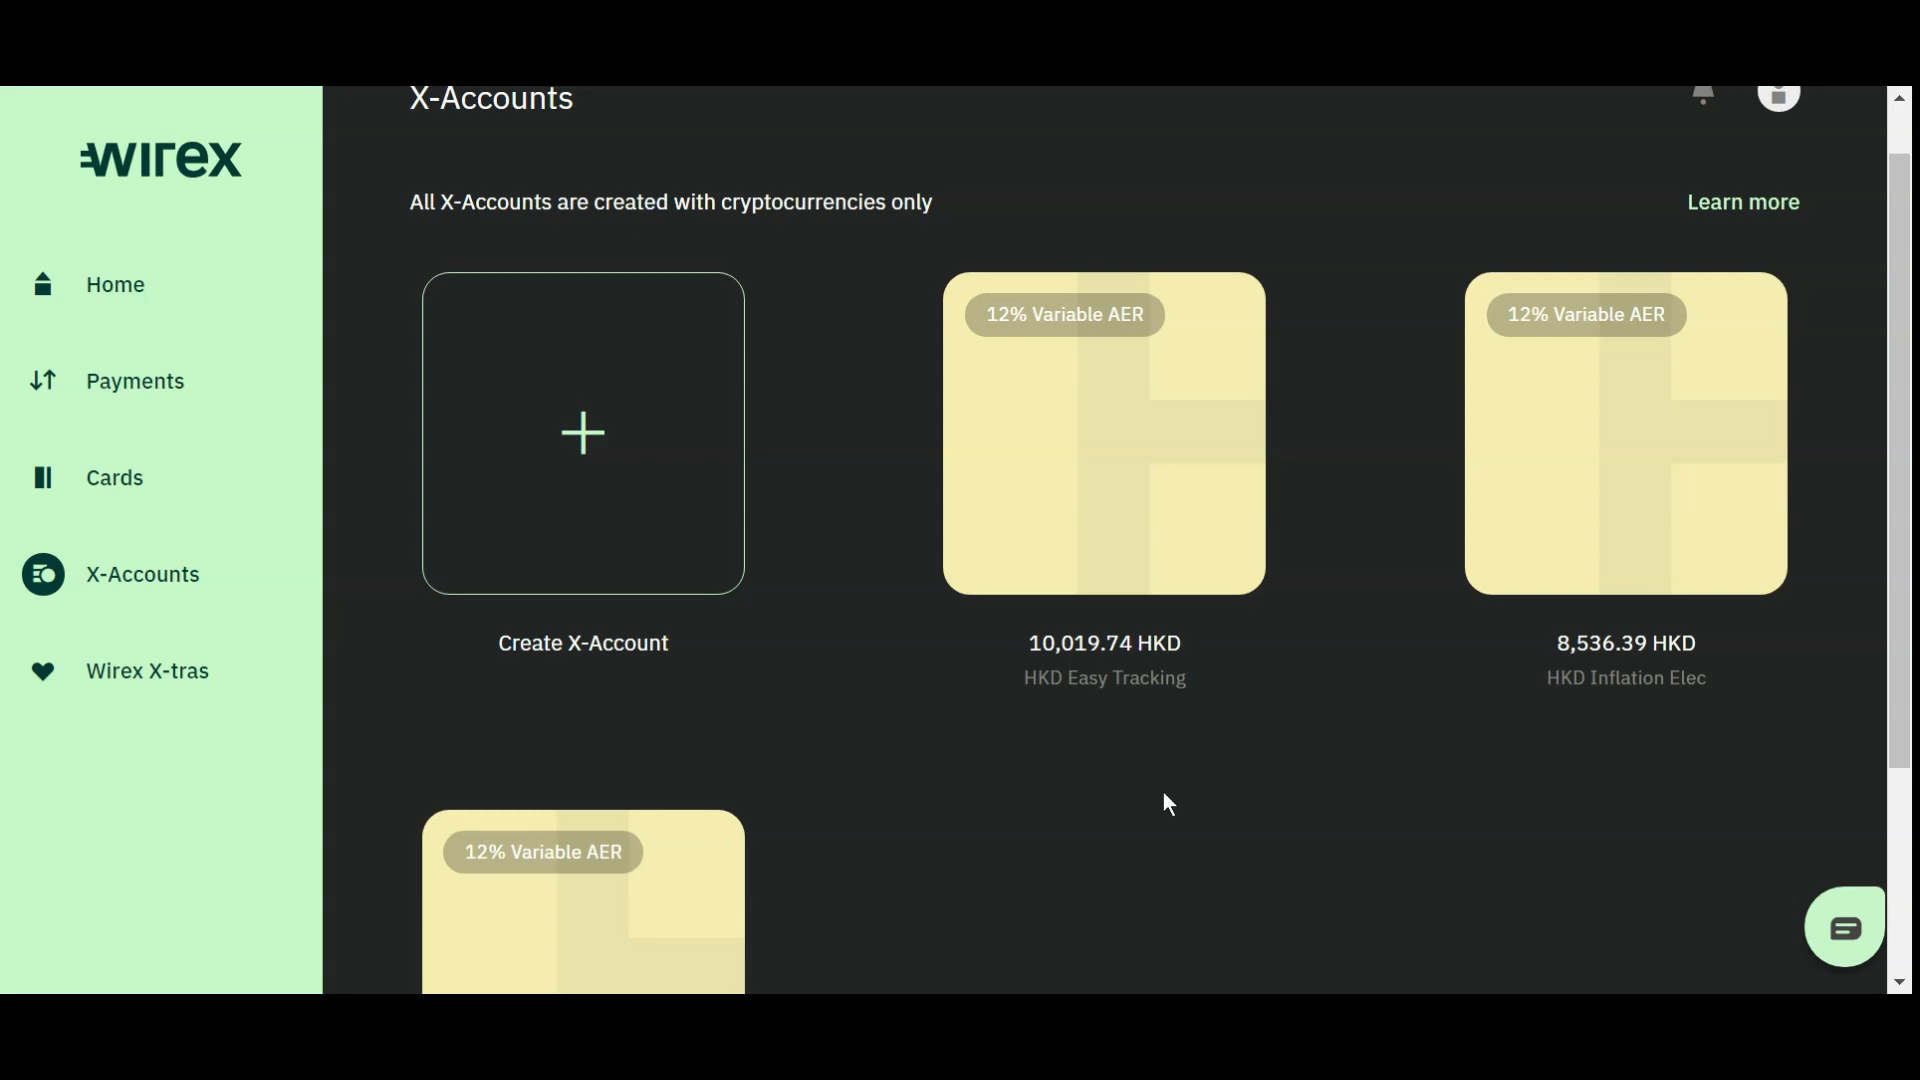 X-Accounts
wirex
All X-Accounts are created with cryptocurrencies only
Learn more
Home
Payments
Cards
X-Accounts
Wirex X-tras
12% Variable AER
12% Variable AER
Create X-Account
10,019.74 HKD
HKD Easy Tracking
8,536.39 HKD
HKD Inflation Elec
12% Variable AER